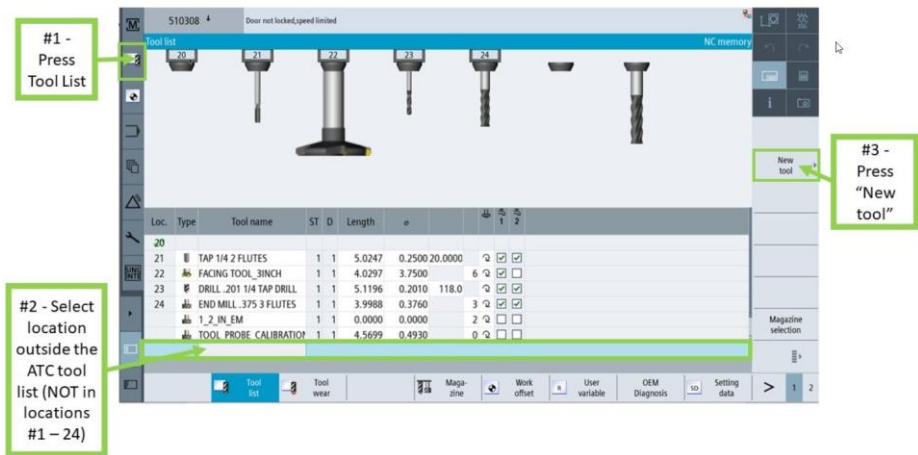 #1 -
Press
Tool List
#2 - Select
location
outside the
ATC tool
list (NOT in
locations
#1 – 24)
#3 -
Press
“New
tool”
M
510308
Door not locked,speed limited
Tool list
NC memory
20 21 22 23 24
Loc. Type Tool name ST D Length ⌀ 1 2
20
21 TAP 1/4 2 FLUTES 1 1 5.0247 0.2500 20.0000
22 FACING TOOL_3INCH 1 1 4.0297 3.7500 6
23 DRILL .201 1/4 TAP DRILL 1 1 5.1196 0.2010 118.0
24 END MILL .375 3 FLUTES 1 1 3.9988 0.3760 3
1_2_IN_EM 1 1 0.0000 0.0000 2
TOOL_PROBE_CALIBRATION 1 1 4.5699 0.4930 0
i
New
tool
Magazine
selection
Tool
list
Tool
wear
Maga-
zine
Work
offset
R
User
variable
OEM
Diagnosis
SD
Setting
data
> 1 2